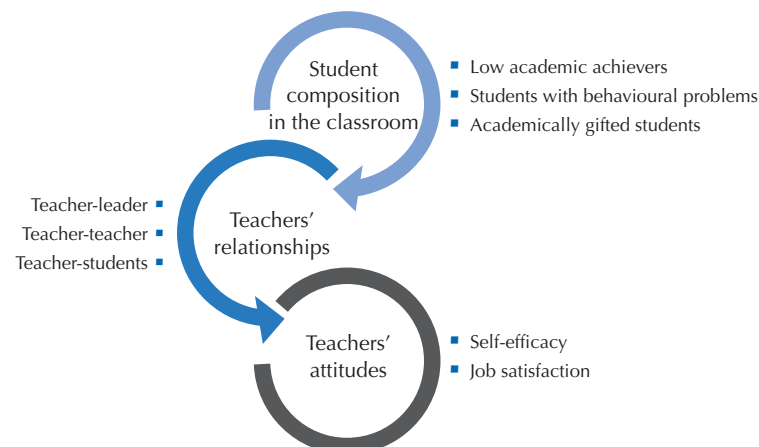 Student
composition
in the classroom
Low academic achievers
Students with behavioural problems
Academically gifted students
Teacher-leader
Teacher-teacher
Teacher-students
Teachers'
relationships
Teachers'
attitudes
Self-efficacy
Job satisfaction